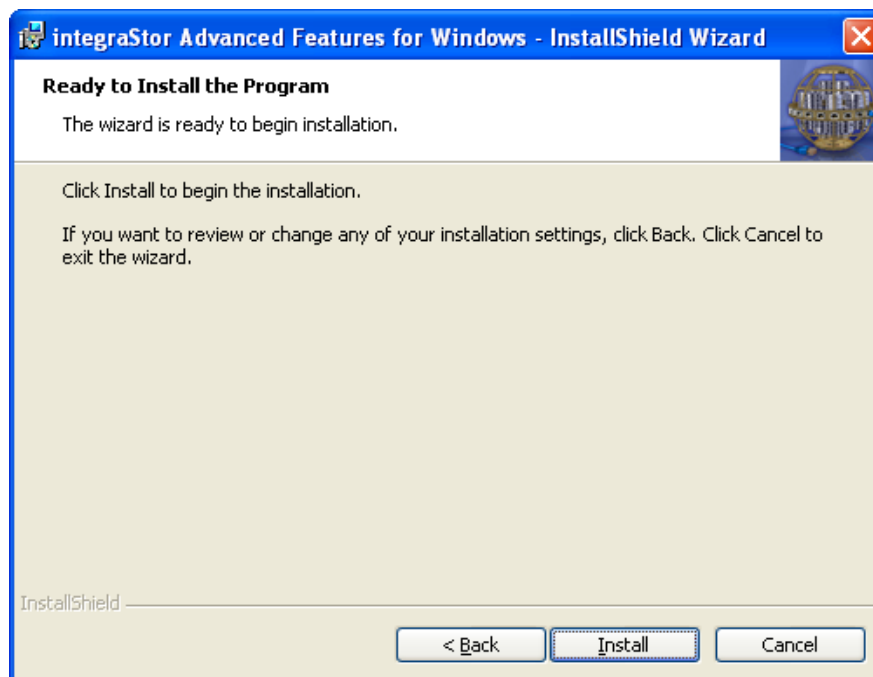 integraStor Advanced Features for Windows - InstallShield Wizard
Ready to Install the Program
The wizard is ready to begin installation.
Click Install to begin the installation.
If you want to review or change any of your installation settings, click Back. Click Cancel to
exit the wizard.
InstallShield
< Back
Install
Cancel